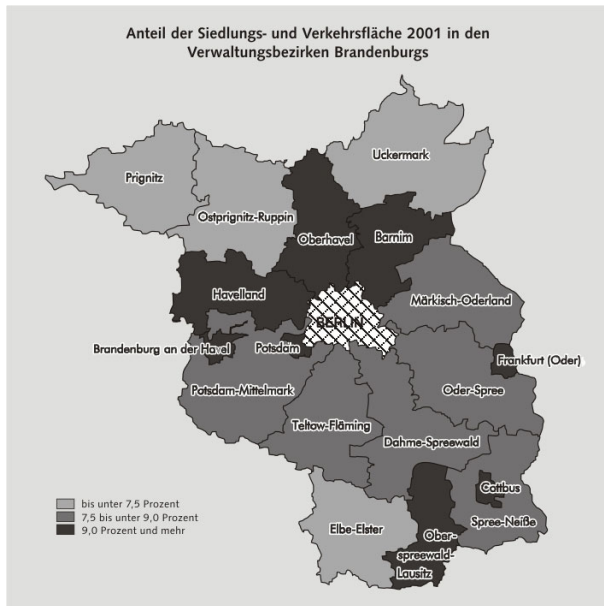 Anteil der Siedlungs- und Verkehrsfläche 2001 in den
Verwaltungsbezirken Brandenburgs
Uckermark
Prignitz
Ostprignitz-Ruppin
Oberhavel
Barnim
Havelland
Märkisch-Oderland
BERLIN
Brandenburg an der Havel
Potsdam
Frankfurt (Oder)
Potsdam-Mittelmark
Oder-Spree
Teltow-Fläming
Dahme-Spreewald
Cottbus
Spree-Neiße
Elbe-Elster
Ober-
spreewald-
Lausitz
bis unter 7,5 Prozent
7,5 bis unter 9,0 Prozent
9,0 Prozent und mehr